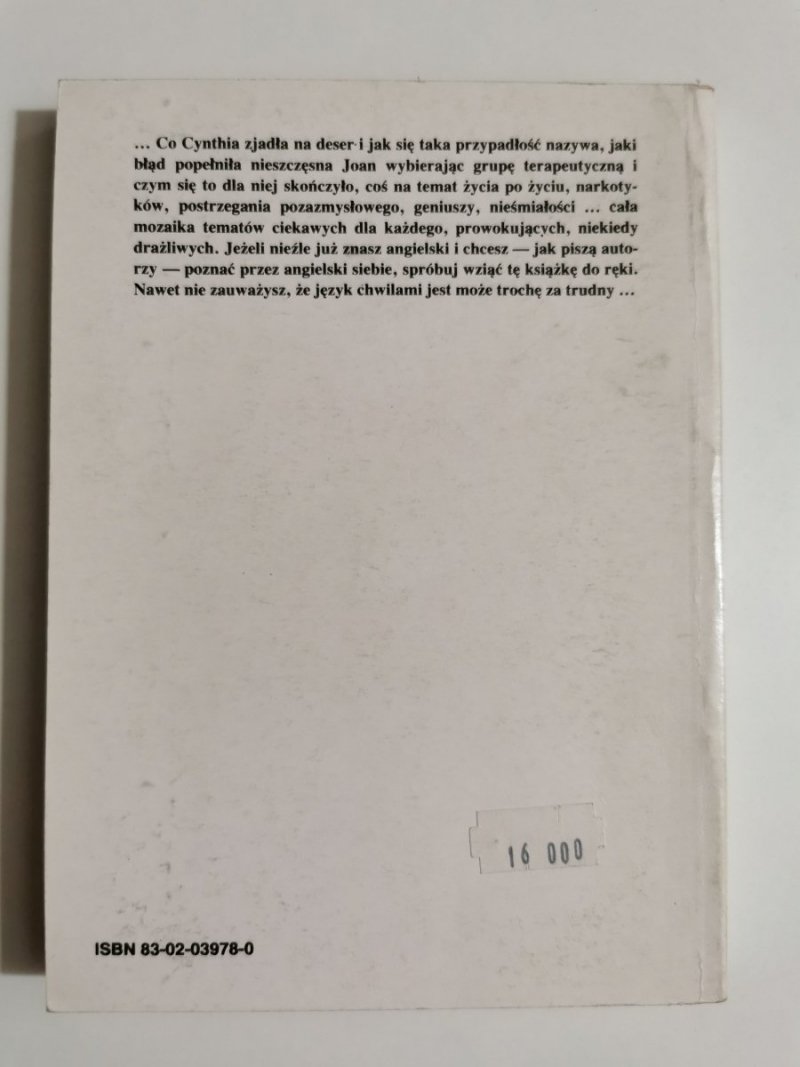 ... Co Cynthia zjadła na deser i jak się taka przypadłość nazywa, jaki
błąd popełniła nieszczęsna Joan wybierając grupę terapeutyczną i
czym się to dla niej skończyło, coś na temat życia po życiu, narkoty-
ków, postrzegania pozazmysłowego, geniuszy, nieśmiałości ... cała
mozaika tematów ciekawych dla każdego, prowokujących, niekiedy
drażliwych. Jeżeli nieźle już znasz angielski i chcesz — jak piszą auto-
rzy — poznać przez angielski siebie, spróbuj wziąć tę książkę do ręki.
Nawet nie zauważysz, że język chwilami jest może trochę za trudny ...
16 000
ISBN 83-02-03978-0